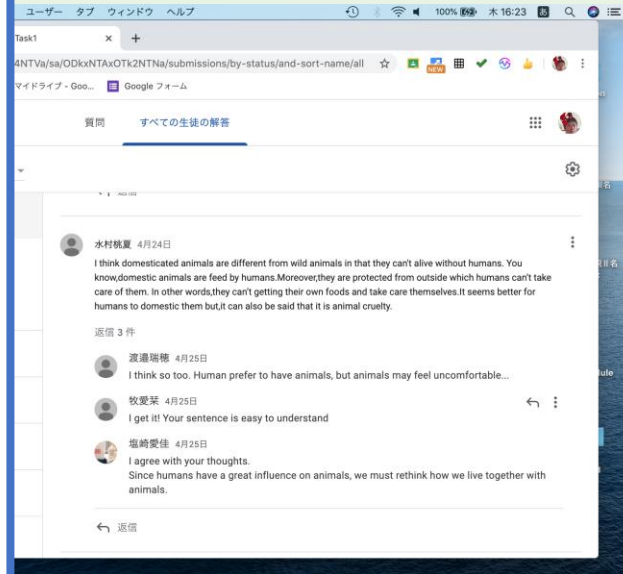 ユーザー タブ ウィンドウ ヘルプ 100% 木 16:23 あ
Task1 × +
4NTVa/sa/ODkxNTAxOTk2NTNa/submissions/by-status/and-sort-name/all NEW
マイドライブ - Goo... Google フォーム
質問 すべての生徒の解答
水村桃夏 4月24日
I think domesticated animals are different from wild animals in that they can't alive without humans. You
know,domestic animals are feed by humans.Moreover,they are protected from outside which humans can't take
care of them. In other words,they can't getting their own foods and take care themselves.It seems better for
humans to domestic them but,it can also be said that it is animal cruelty.
返信 3 件
渡邉瑞穂 4月25日
I think so too. Human prefer to have animals, but animals may feel uncomfortable...
牧愛栞 4月25日
I get it! Your sentence is easy to understand
塩崎愛佳 4月25日
I agree with your thoughts.
Since humans have a great influence on animals, we must rethink how we live together with
animals.
返信